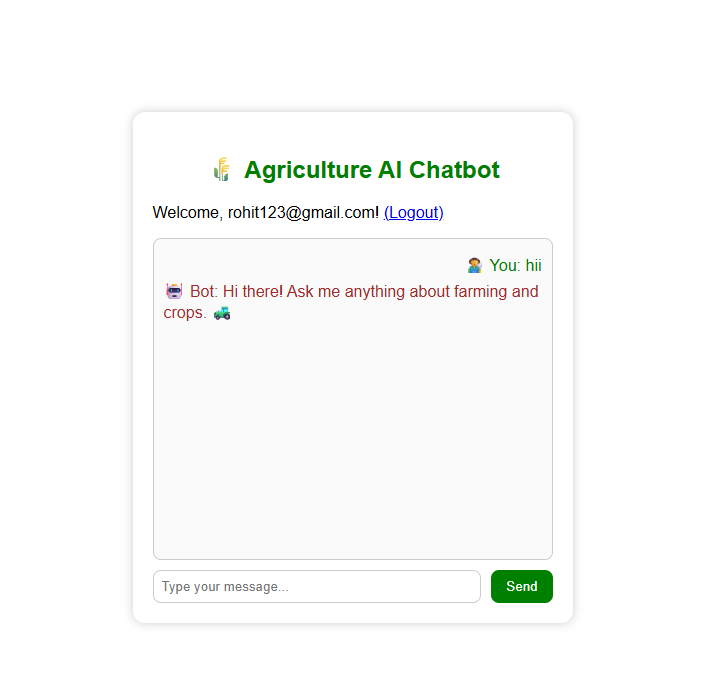 🌾 Agriculture AI Chatbot
Welcome, rohit123@gmail.com! (Logout)
🧑‍🌾 You: hii
🤖 Bot: Hi there! Ask me anything about farming and
crops. 🚜
Type your message...
Send